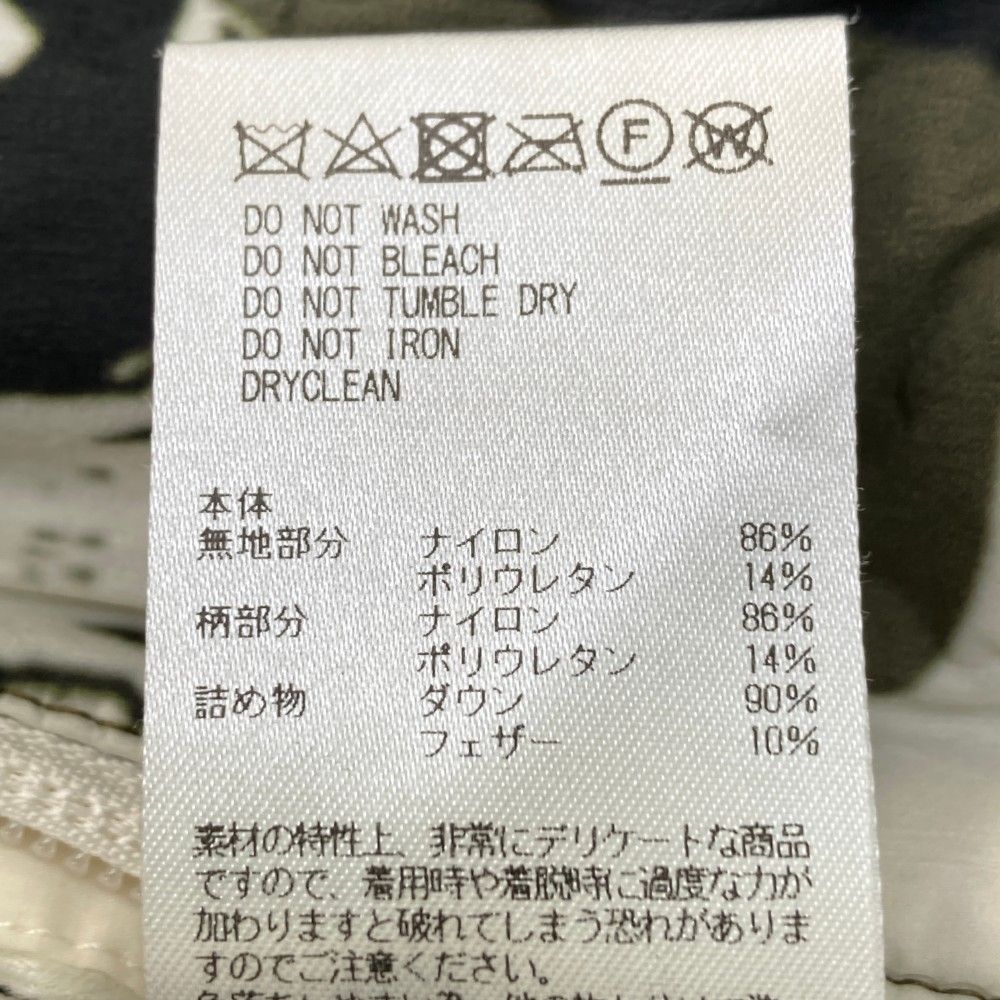 F W
DO NOT WASH
DO NOT BLEACH
DO NOT TUMBLE DRY
DO NOT IRON
DRYCLEAN
本体
無地部分 ナイロン 86%
ポリウレタン 14%
柄部分 ナイロン 86%
ポリウレタン 14%
詰め物 ダウン 90%
フェザー 10%
素材の特性上、非常にデリケートな商品
ですので、着用時や着脱時に過度な力が
加わりますと破れてしまう恐れがありま
すのでご注意ください。